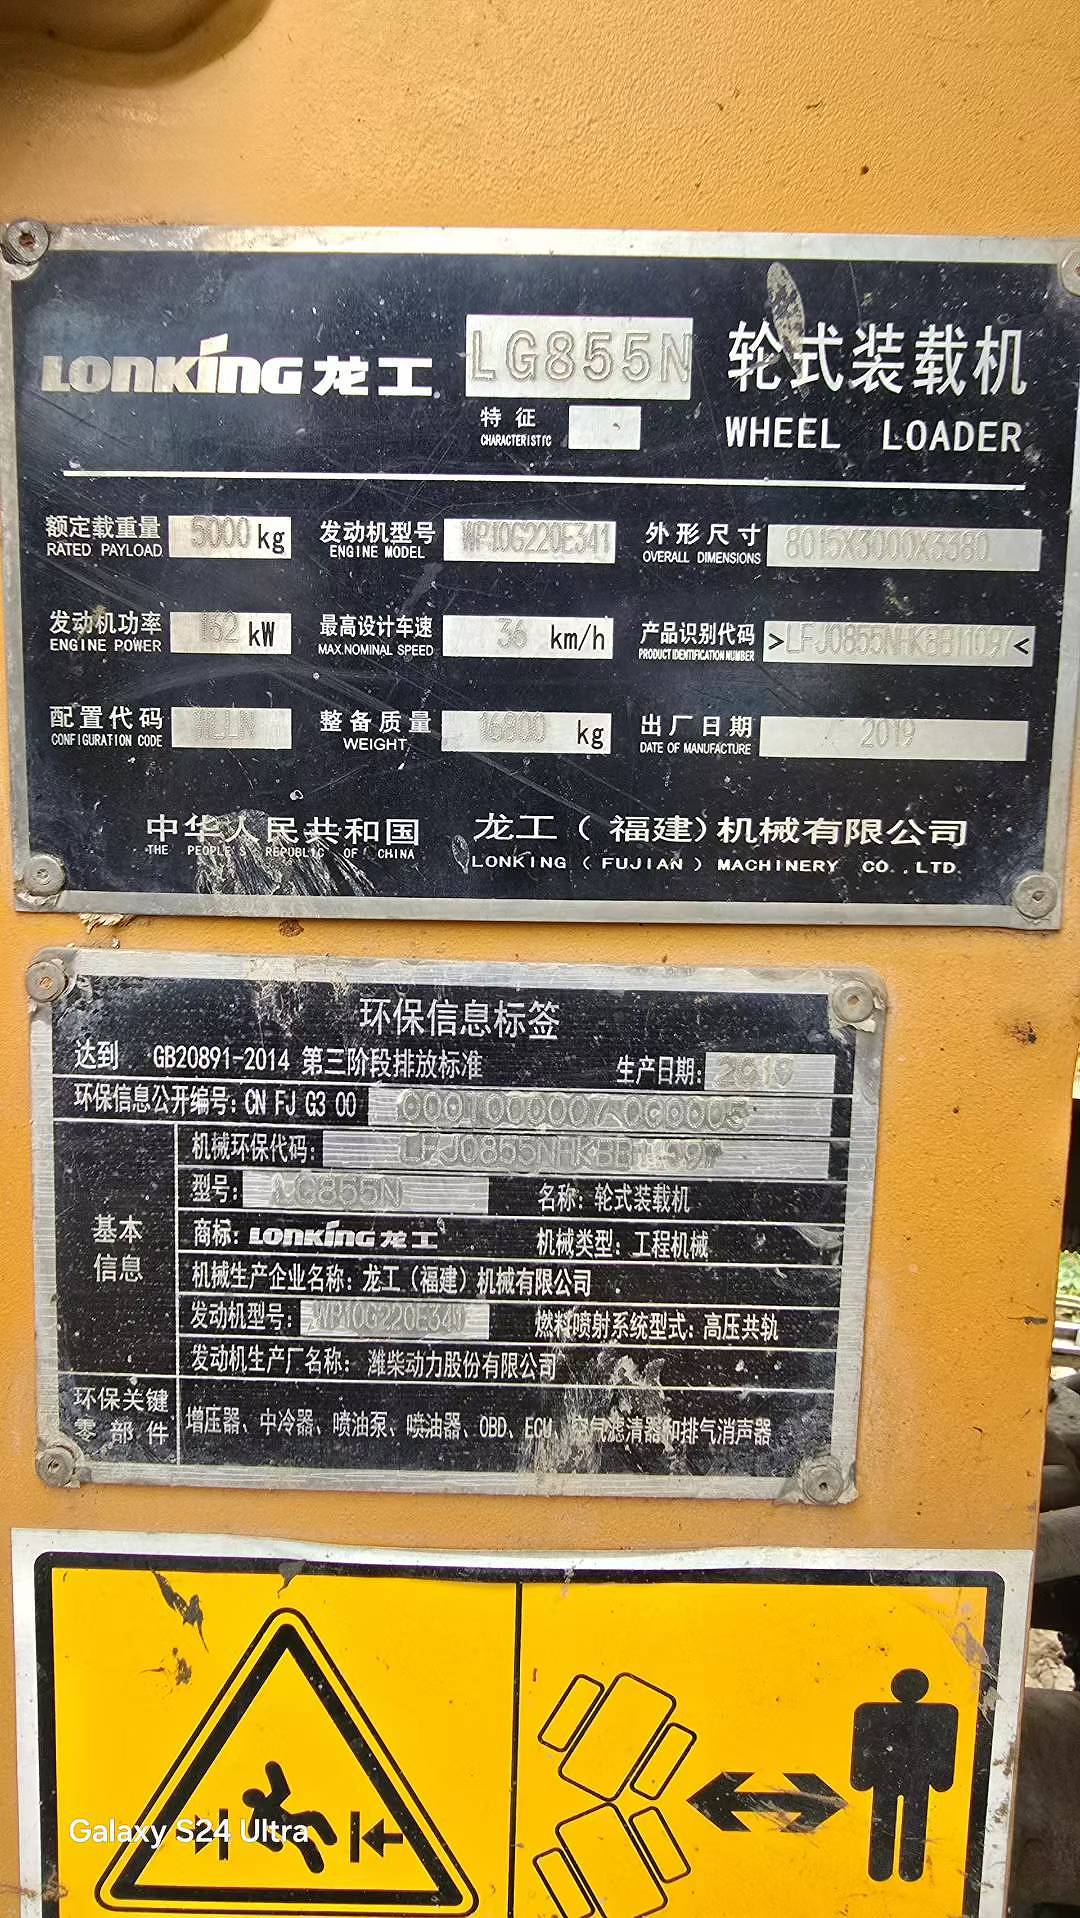 LONKING 龙工 LG855N 轮式装载机
特征
CHARACTERISTIC
WHEEL LOADER
额定载重量 5000 kg 发动机型号 WP10G220E341 外形尺寸 8015X3000X3380
RATED PAYLOAD ENGINE MODEL OVERALL DIMENSIONS
发动机功率 162 kW 最高设计车速 36 km/h 产品识别代码 >LFJ0855NHKBB11097<
ENGINE POWER MAX.NOMINAL SPEED PRODUCT IDENTIFICATION NUMBER
配置代码 整备质量 16800 kg 出厂日期 2019
CONFIGURATION CODE WEIGHT DATE OF MANUFACTURE
中华人民共和国 龙工(福建)机械有限公司
THE PEOPLE'S REPUBLIC OF CHINA LONKING (FUJIAN) MACHINERY CO.,LTD.
环保信息标签
达到 GB20891-2014 第三阶段排放标准 生产日期: 2019
环保信息公开编号: CN FJ G3 00
机械环保代码:
型号: LG855N 名称: 轮式装载机
基本
信息
商标: LONKING 龙工 机械类型: 工程机械
机械生产企业名称: 龙工(福建)机械有限公司
发动机型号: WP10G220E341 燃料喷射系统型式: 高压共轨
发动机生产厂名称: 潍柴动力股份有限公司
环保关键
零部件
增压器、中冷器、喷油泵、喷油器、OBD、ECU、空气滤清器和排气消声器
Galaxy S24 Ultra